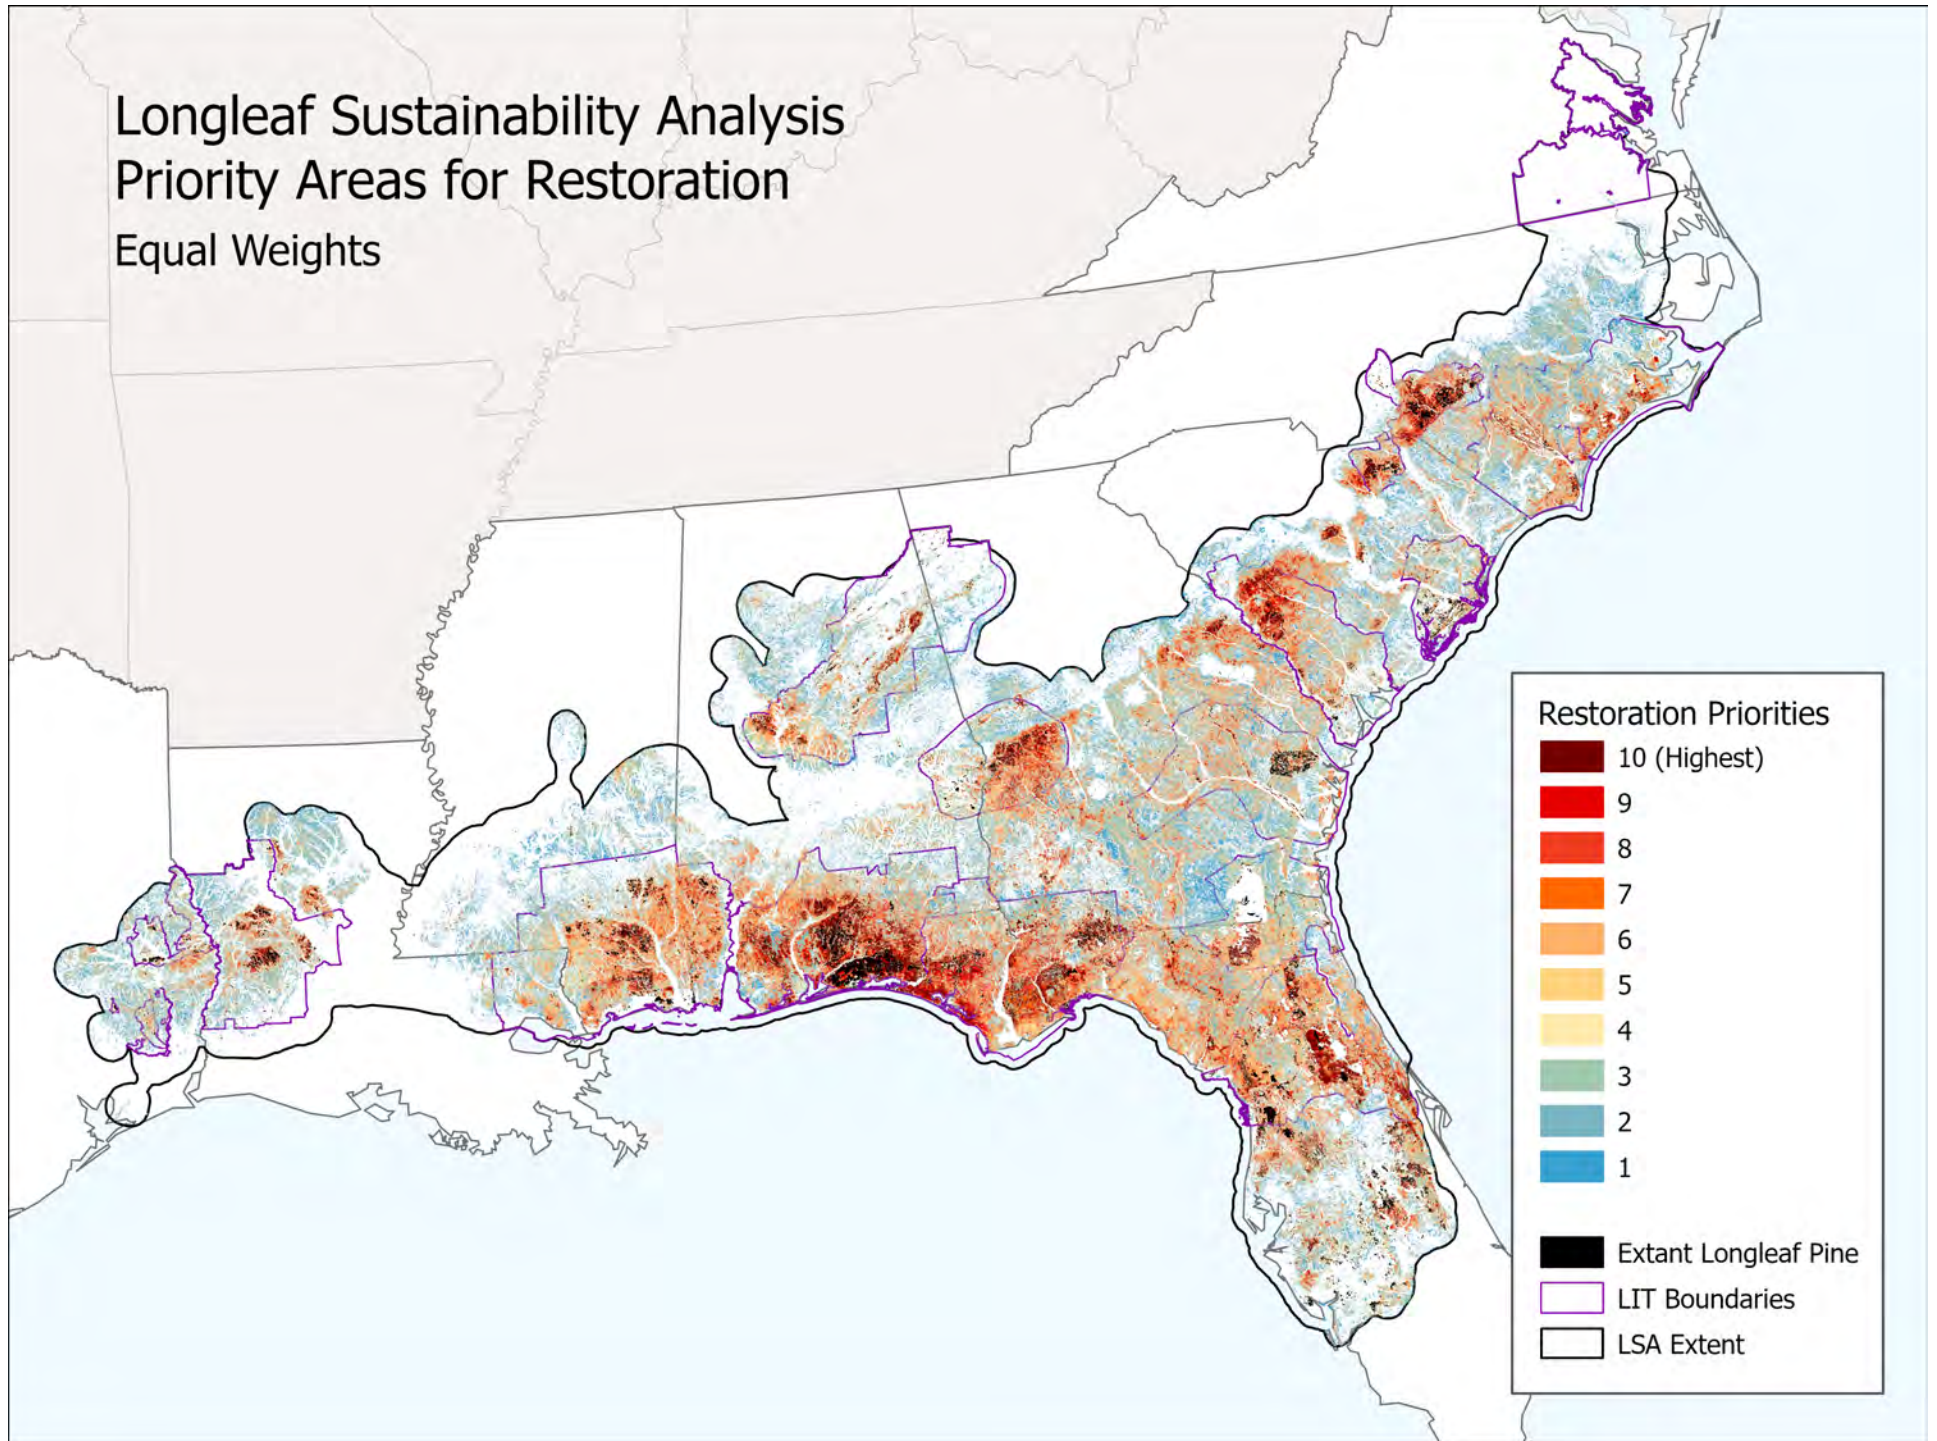 Longleaf Sustainability Analysis
Priority Areas for Restoration
Equal Weights
Restoration Priorities
10 (Highest)
9
8
7
6
5
4
3
2
1
Extant Longleaf Pine
LIT Boundaries
LSA Extent